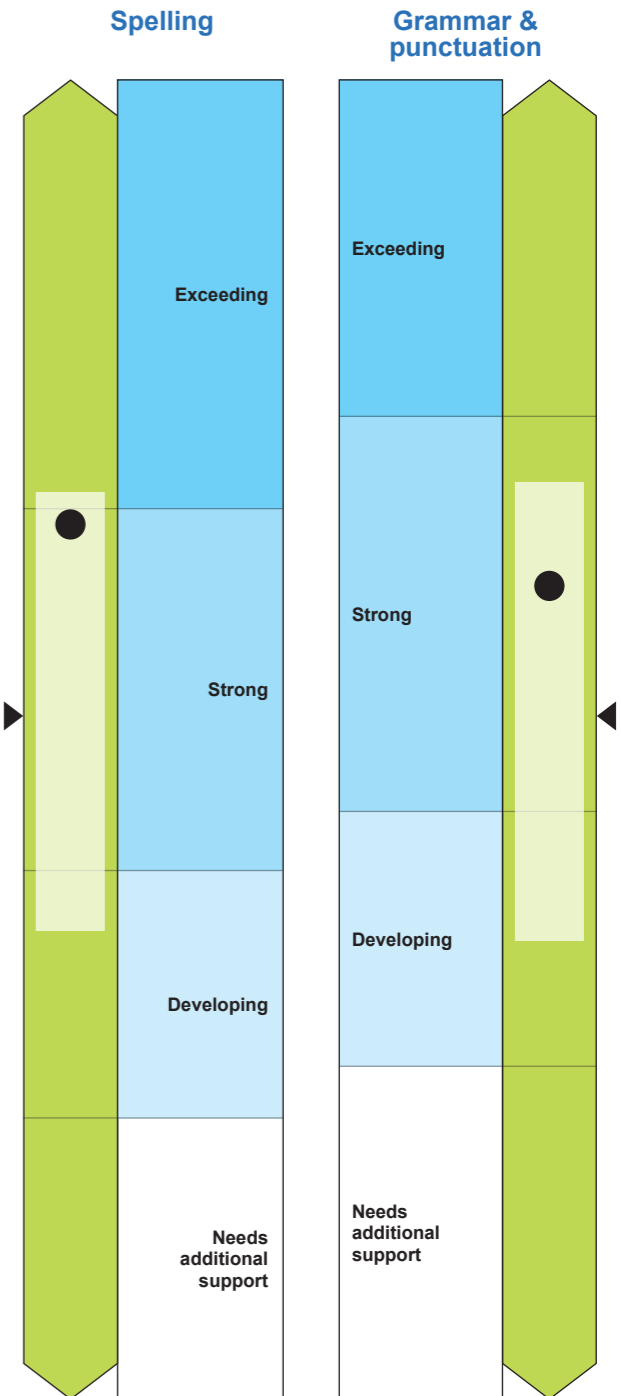 Spelling
Exceeding
Strong
Developing
Needs
additional
support
Grammar &
punctuation
Exceeding
Strong
Developing
Needs
additional
support